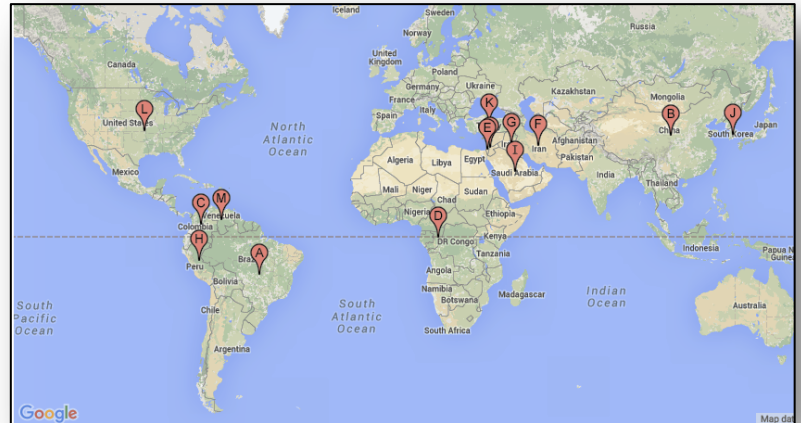 Iceland
Sweden
Norway
Russia
Canada
United
Kingdom
Poland
Germany
Ukraine
Kazakhstan
Mongolia
France
Italy
Spain
K
L
United States
North
Atlantic
Ocean
E
G
F
Iran
Afghanistan
Pakistan
B
China
J
South Korea
Japan
I
Saudi Arabia
Algeria
Libya
Egypt
India
Mexico
Mali
Niger
Chad
Sudan
Thailand
C
M
Venezuela
Colombia
Nigeria
D
Ethiopia
Kenya
DR Congo
Tanzania
Indonesia
Papua N
Guinea
H
Peru
A
Bolivia
Angola
Namibia
Botswana
Madagascar
Indian
Ocean
Australia
South
Pacific
Ocean
Chile
South
Atlantic
Ocean
South Africa
Argentina
Google
Map dat